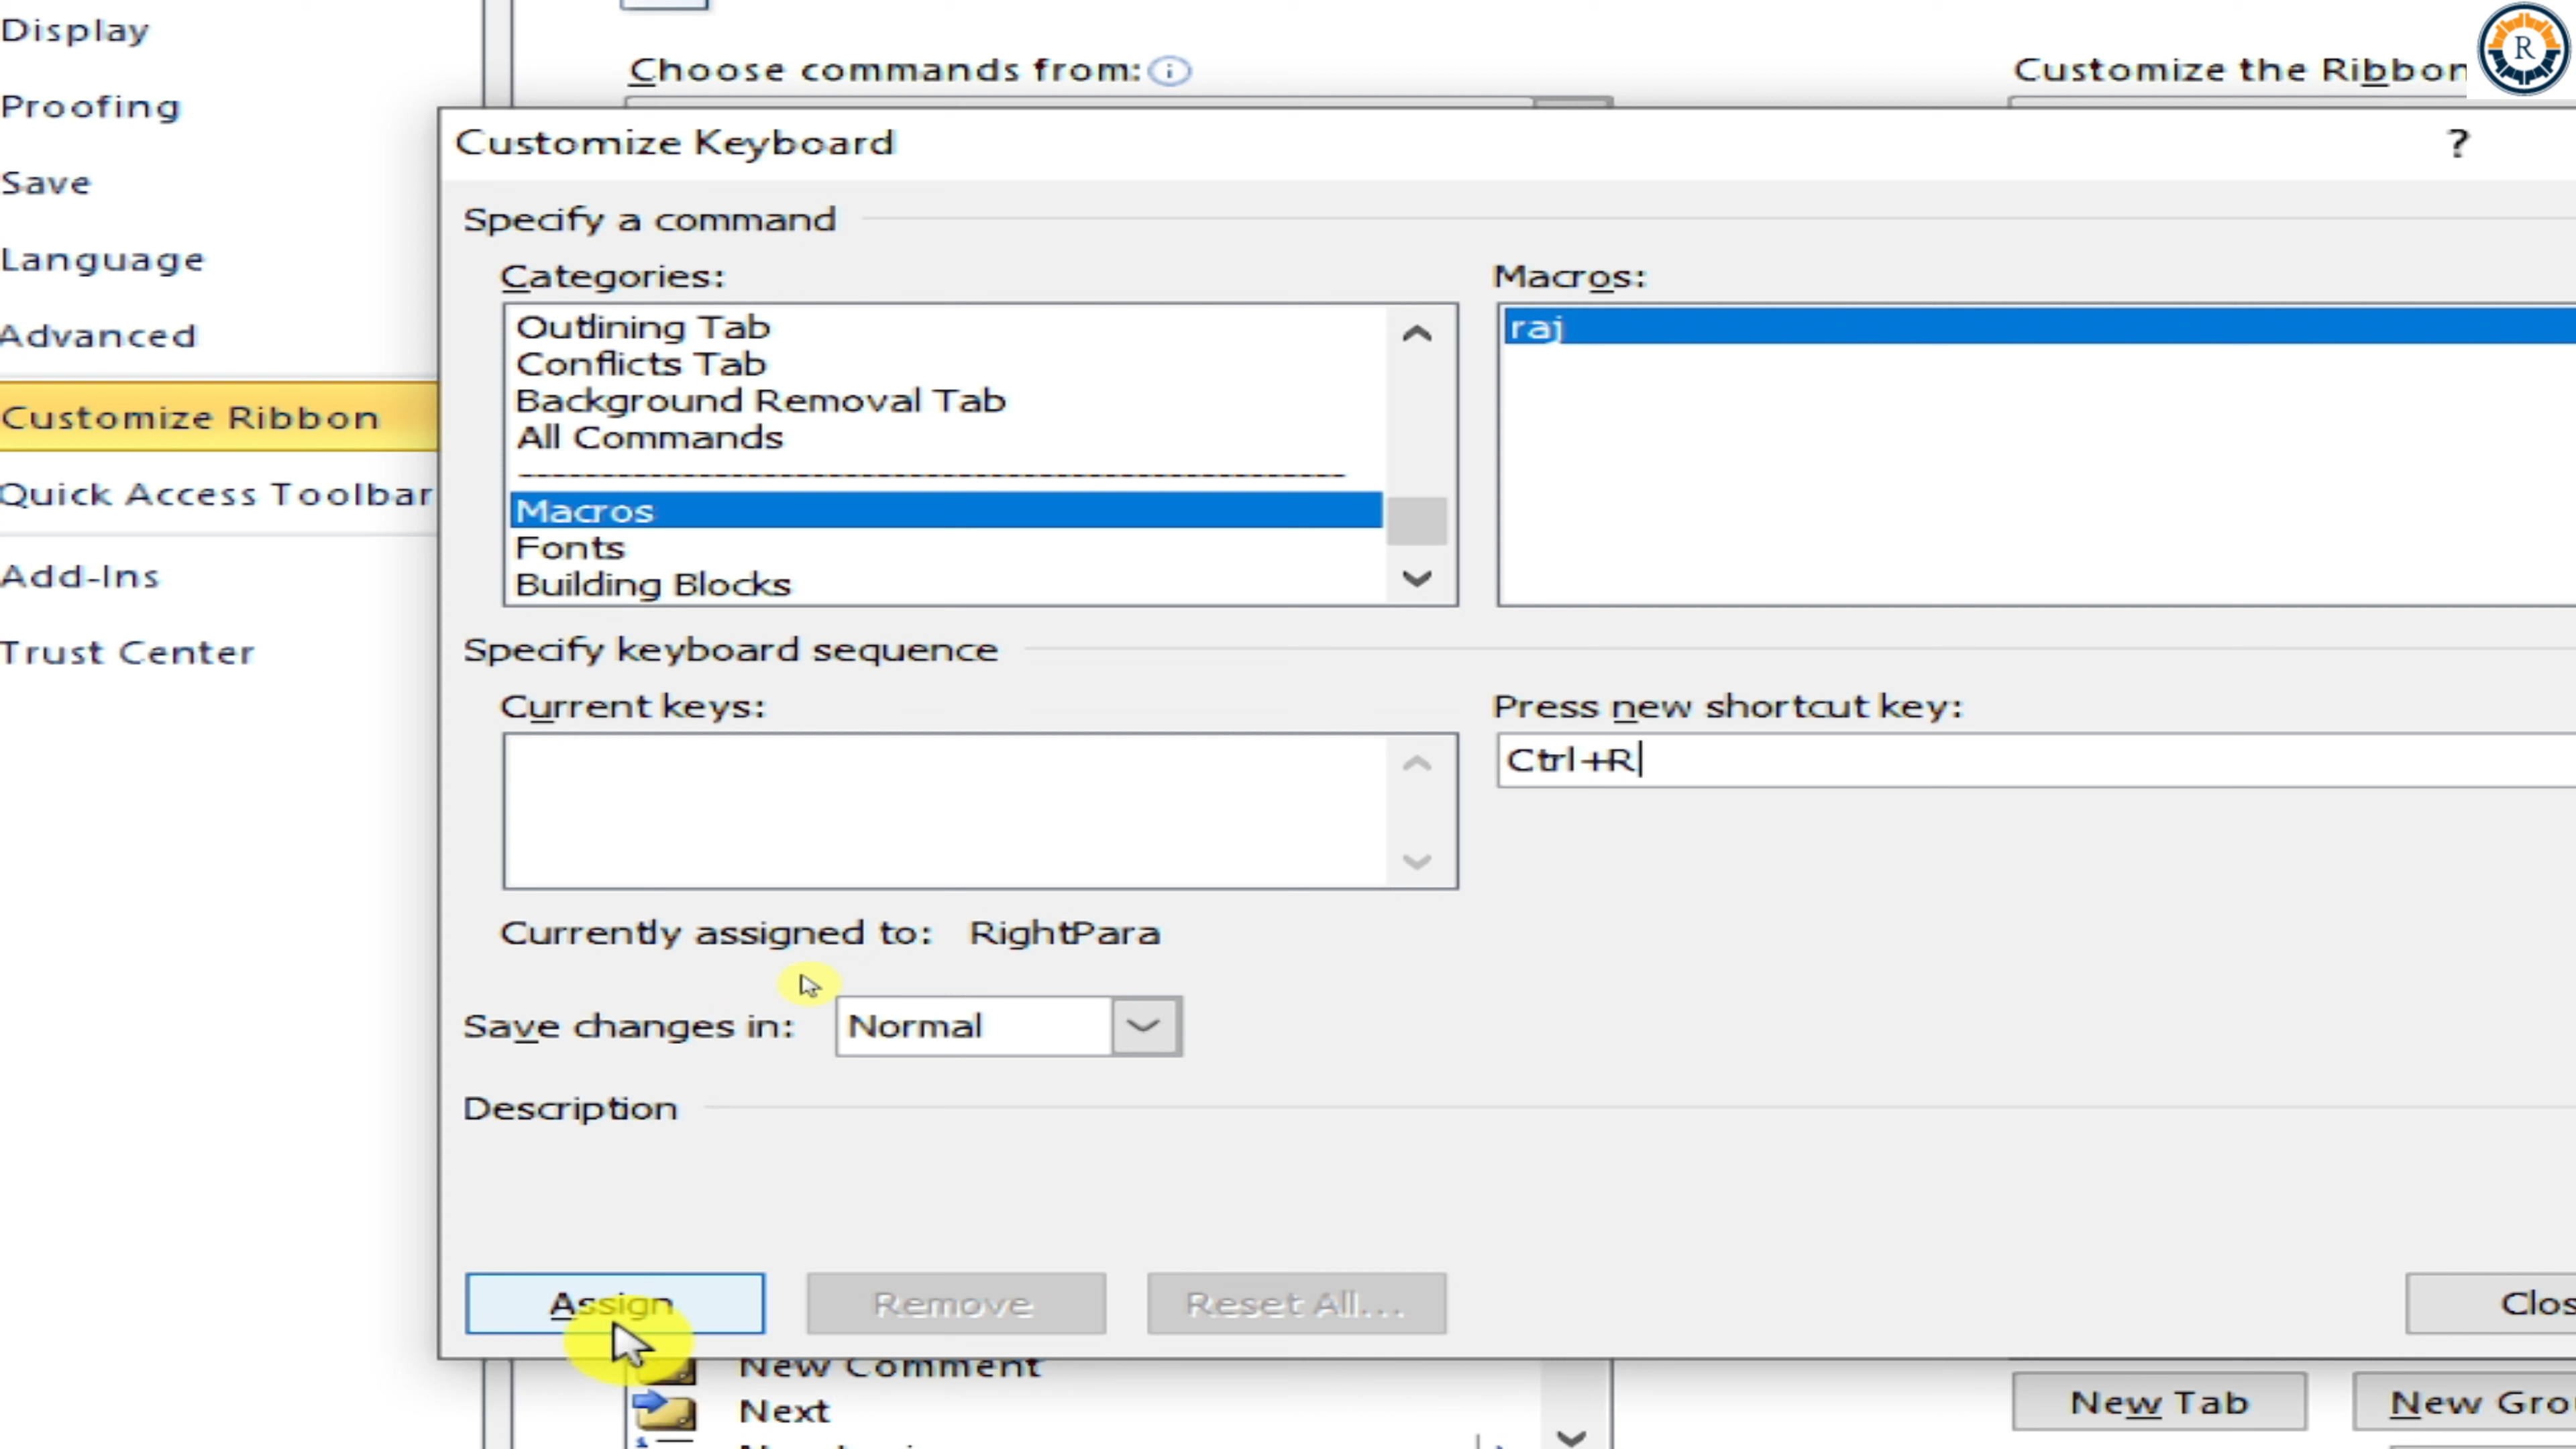 Display
Proofing
Save
Language
Advanced
Customize Ribbon
Quick Access Toolbar
Add-Ins
Trust Center
Choose commands from:
Customize the Ribbon
R
Customize Keyboard
?
Specify a command
Categories:
Outlining Tab
Conflicts Tab
Background Removal Tab
All Commands
Macros
Fonts
Building Blocks
Macros:
raj
Specify keyboard sequence
Current keys:
Press new shortcut key:
Ctrl+R
Currently assigned to: RightPara
Save changes in: Normal
Description
Assign
Remove
Reset All...
Clos
New Comment
Next
New Tab
New Gro